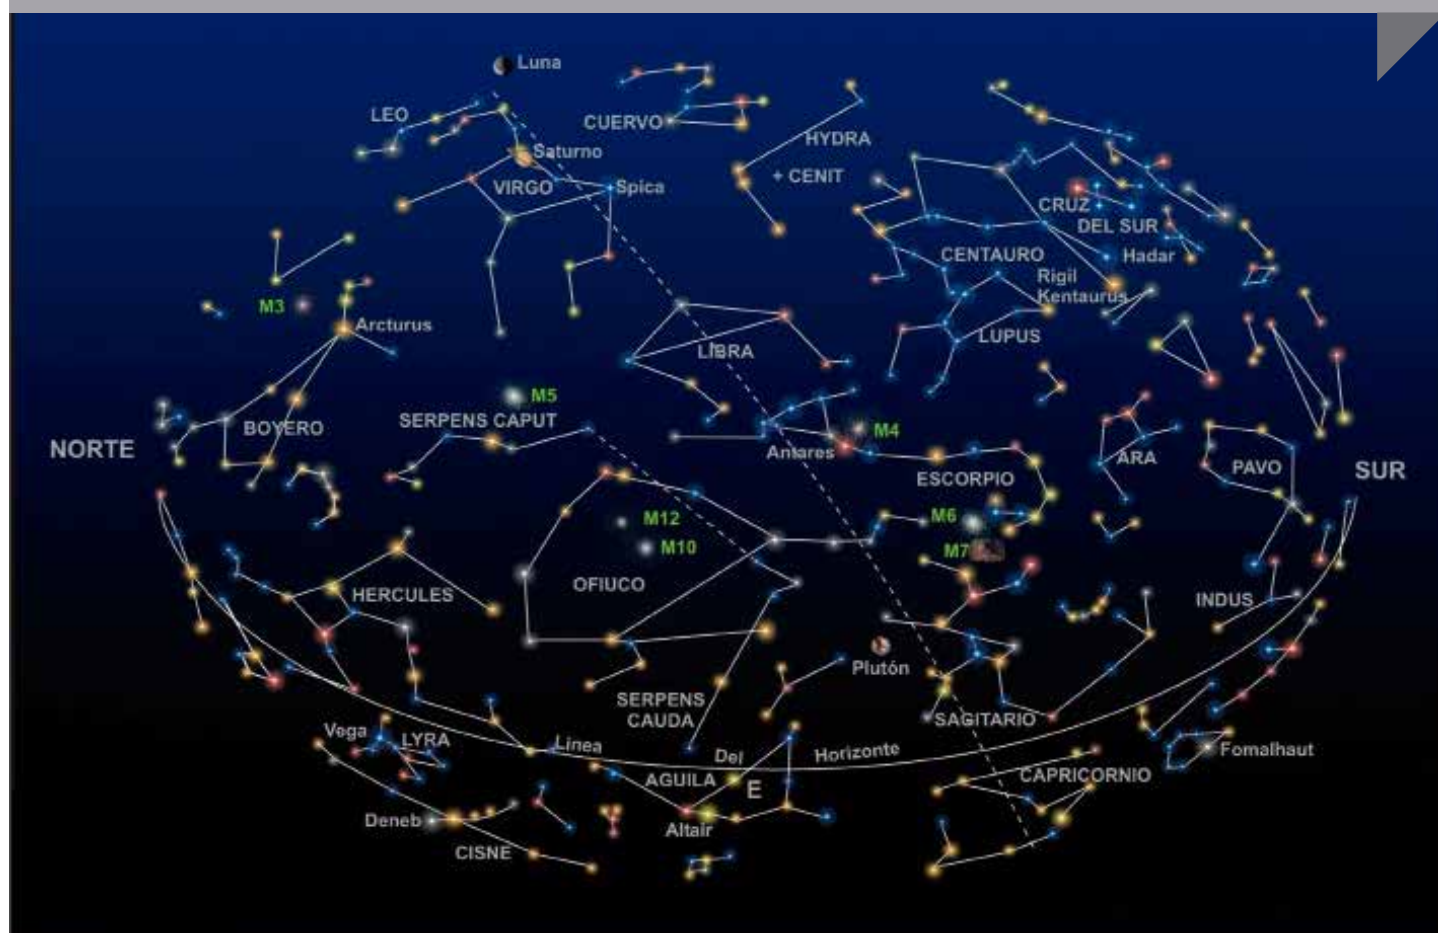 Luna
LEO
CUERVO
HYDRA
Saturno
+ CENIT
VIRGO
Spica
CRUZ
DEL SUR
CENTAURO
Hadar
Rigil
Kentaurus
M3
Arcturus
LUPUS
LIBRA
M5
SERPENS CAPUT
BOYERO
M4
NORTE
Antares
ARA
PAVO
SUR
ESCORPIO
M12
M6
M10
M7
OFIUCO
HERCULES
INDUS
Plutón
SERPENS
CAUDA
SAGITARIO
Vega
LYRA
Línea
Del
Horizonte
Fomalhaut
AGUILA
E
CAPRICORNIO
Deneb
Altair
CISNE